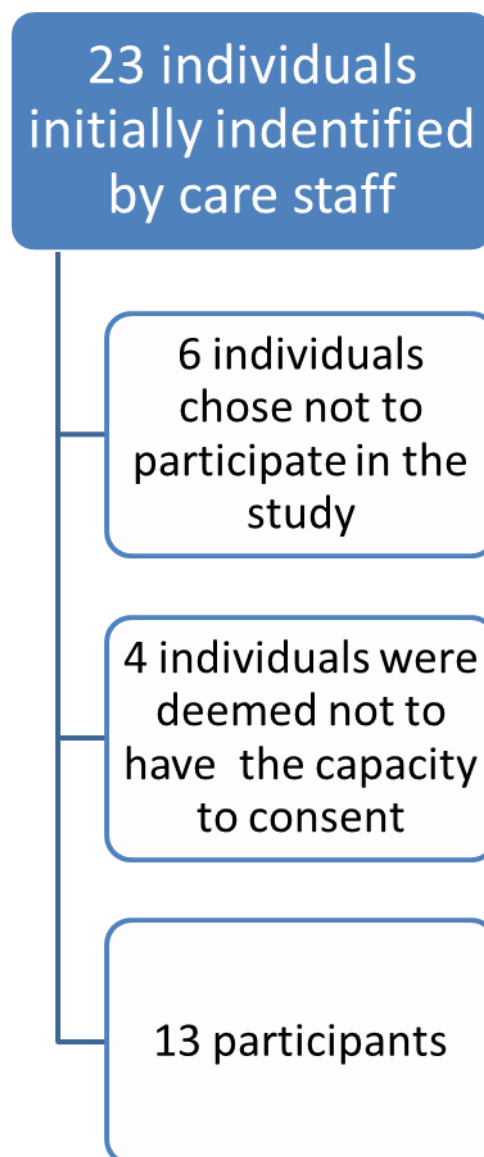 23 individuals
initially indentified
by care staff
6 individuals
chose not to
participate in the
study
4 individuals were
deemed not to
have the capacity
to consent
13 participants